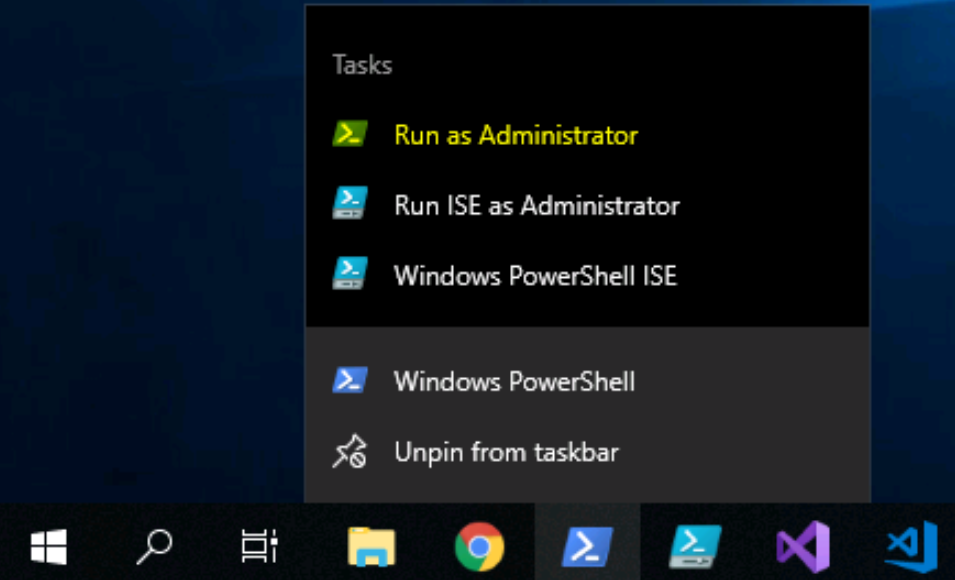 Tasks
Run as Administrator
Run ISE as Administrator
Windows PowerShell ISE
Windows PowerShell
Unpin from taskbar